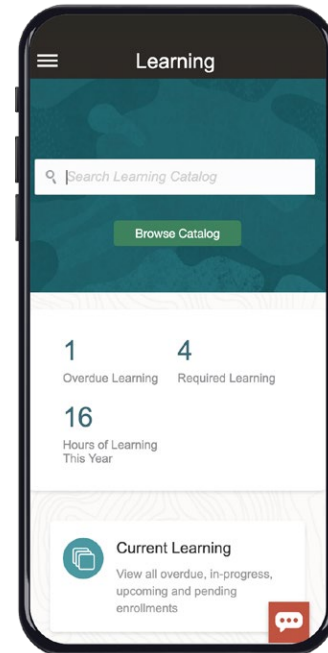 Learning
Search Learning Catalog
Browse Catalog
1
Overdue Learning
4
Required Learning
16
Hours of Learning
This Year
Current Learning
View all overdue, in-progress,
upcoming and pending
enrollments